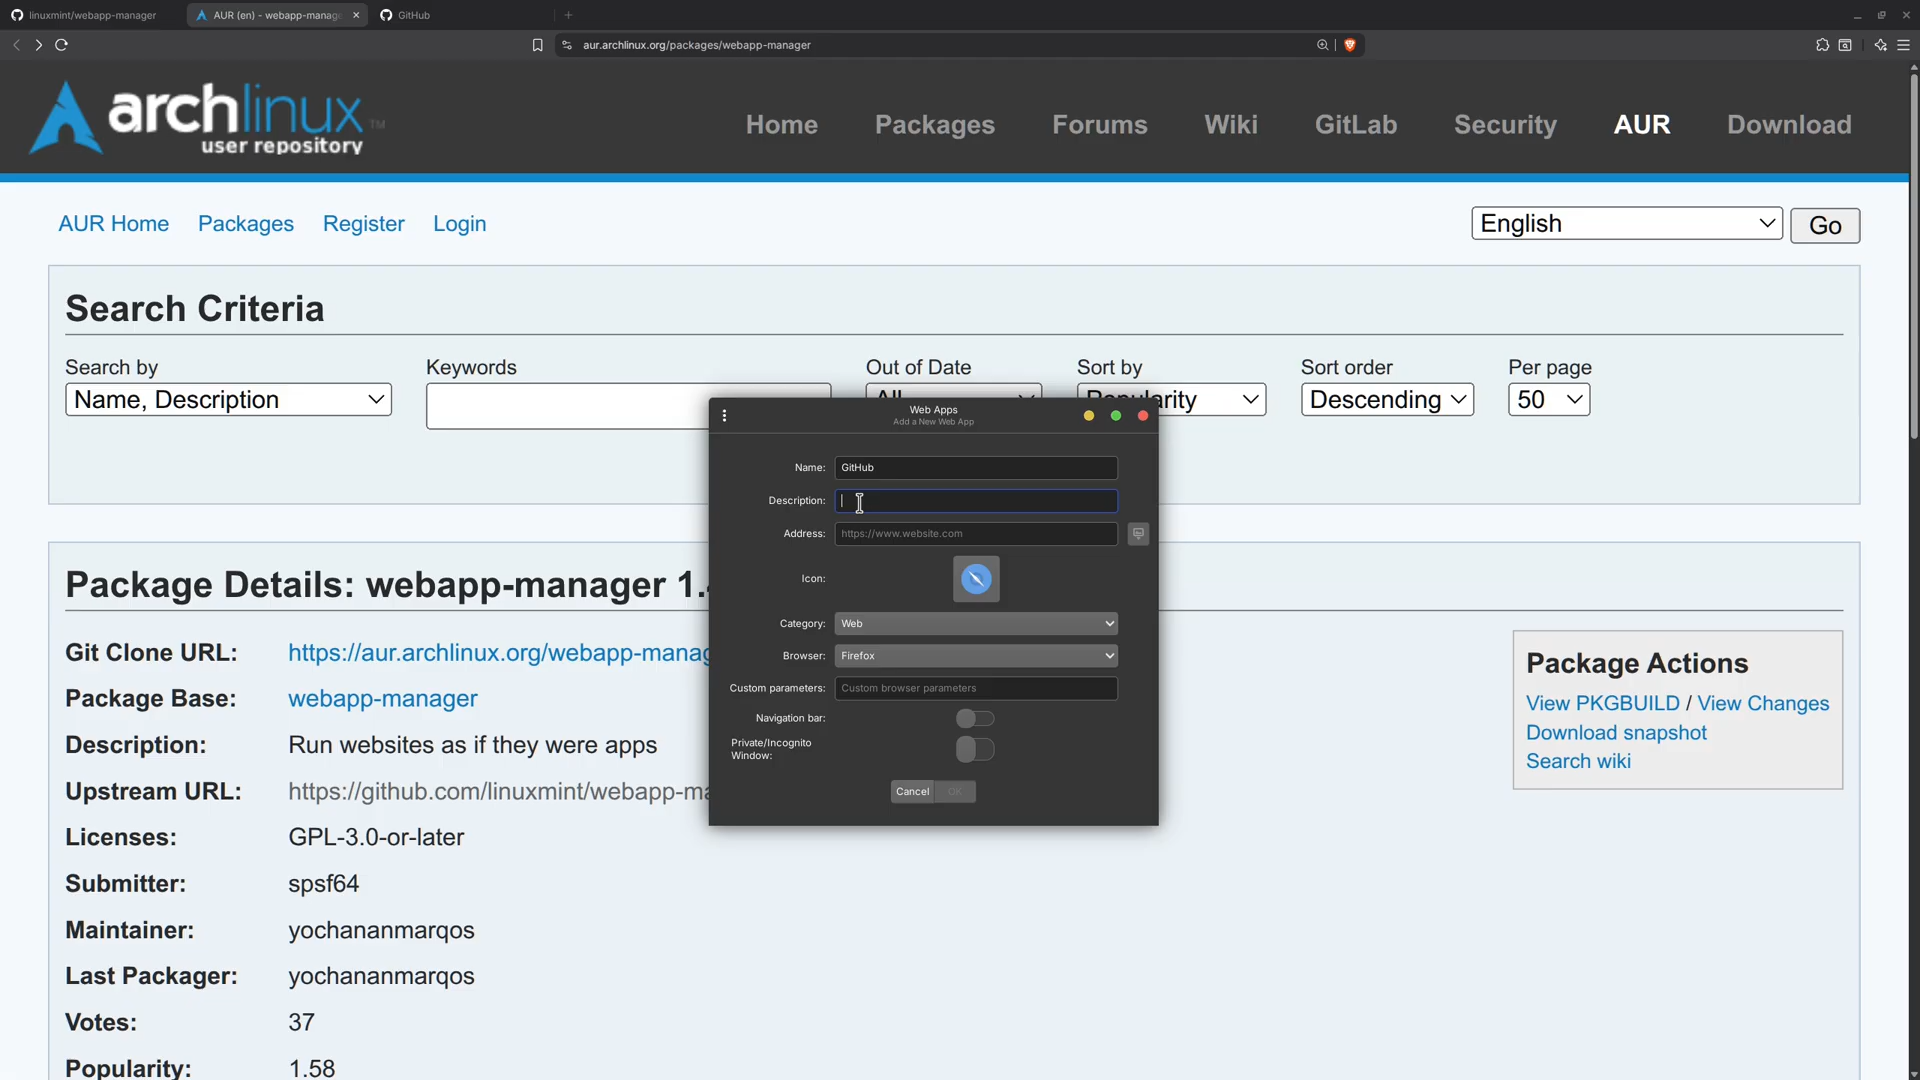 linuxmint/webapp-manager
AUR (en) - webapp-manag
GitHub
aur.archlinux.org/packages/webapp-manager
archlinux TM
user repository
Home
Packages
Forums
Wiki
GitLab
Security
AUR
Download
AUR Home
Packages
Register
Login
English
Go
Search Criteria
Search by
Keywords
Out of Date
Sort by
Sort order
Per page
Name, Description
All
Popularity
Descending
50
Web Apps
Add a New Web App
Name:
GitHub
Description:
Address:
https://www.website.com
Icon:
Category:
Web
Browser:
Firefox
Custom parameters:
Custom browser parameters
Navigation bar:
Private/Incognito
Window:
Cancel
OK
Package Details: webapp-manager 1.
Git Clone URL:
https://aur.archlinux.org/webapp-manag
Package Base:
webapp-manager
Description:
Run websites as if they were apps
Upstream URL:
https://github.com/linuxmint/webapp-ma
Licenses:
GPL-3.0-or-later
Submitter:
spsf64
Maintainer:
yochananmarqos
Last Packager:
yochananmarqos
Votes:
37
Popularity:
1.58
Package Actions
View PKGBUILD / View Changes
Download snapshot
Search wiki